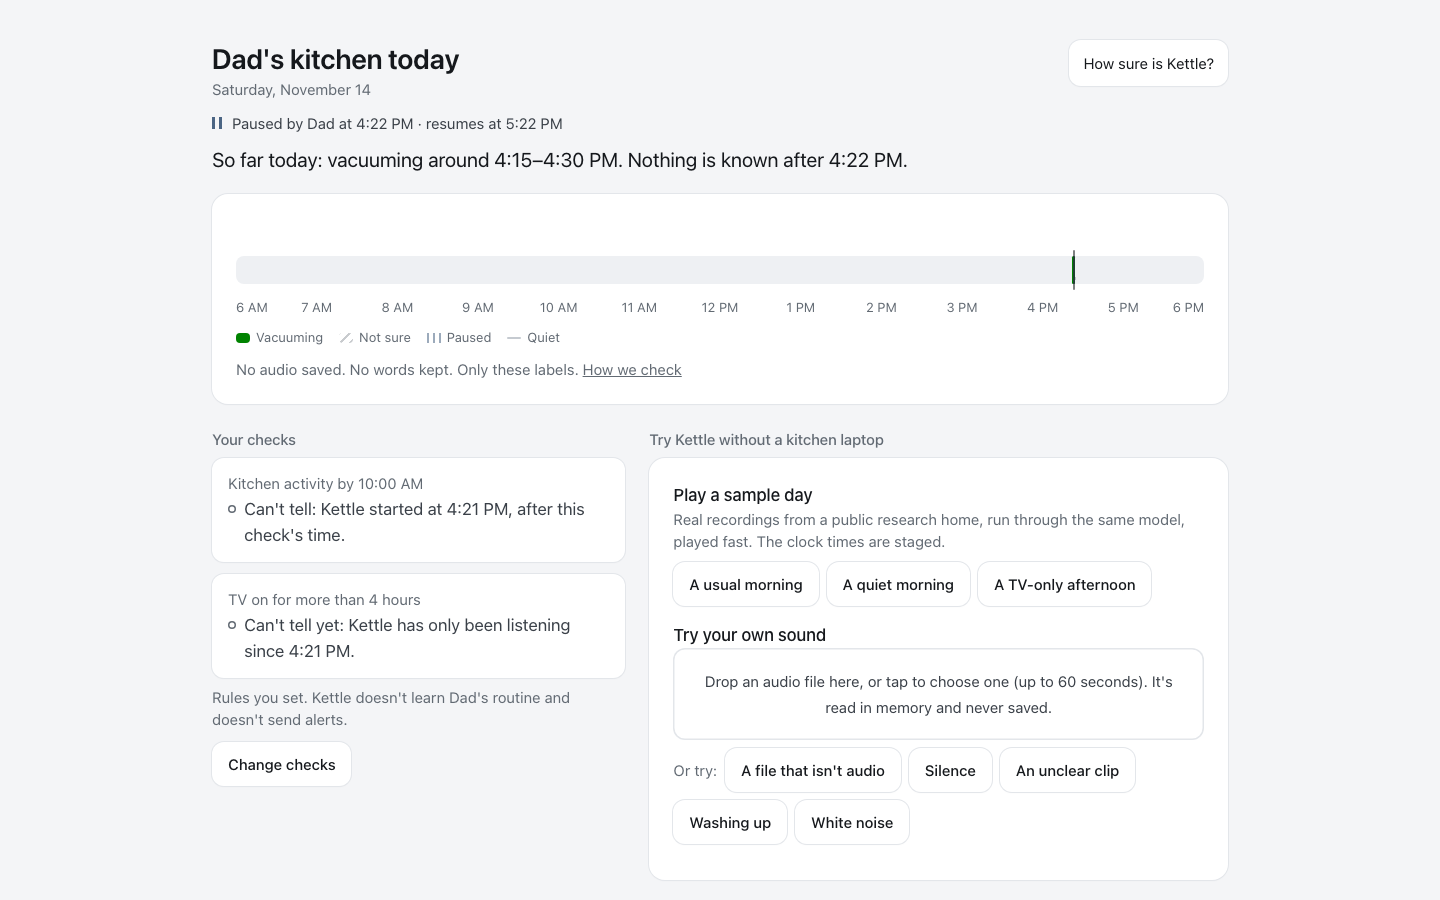 Dad's kitchen today
How sure is Kettle?
Saturday, November 14
Paused by Dad at 4:22 PM · resumes at 5:22 PM
So far today: vacuuming around 4:15–4:30 PM. Nothing is known after 4:22 PM.
6 AM 7 AM 8 AM 9 AM 10 AM 11 AM 12 PM 1 PM 2 PM 3 PM 4 PM 5 PM 6 PM
Vacuuming Not sure Paused Quiet
No audio saved. No words kept. Only these labels. How we check
Your checks
Kitchen activity by 10:00 AM
Can't tell: Kettle started at 4:21 PM, after this
check's time.
TV on for more than 4 hours
Can't tell yet: Kettle has only been listening
since 4:21 PM.
Rules you set. Kettle doesn't learn Dad's routine and
doesn't send alerts.
Change checks
Try Kettle without a kitchen laptop
Play a sample day
Real recordings from a public research home, run through the same model,
played fast. The clock times are staged.
A usual morning A quiet morning A TV-only afternoon
Try your own sound
Drop an audio file here, or tap to choose one (up to 60 seconds). It's
read in memory and never saved.
Or try: A file that isn't audio Silence An unclear clip
Washing up White noise